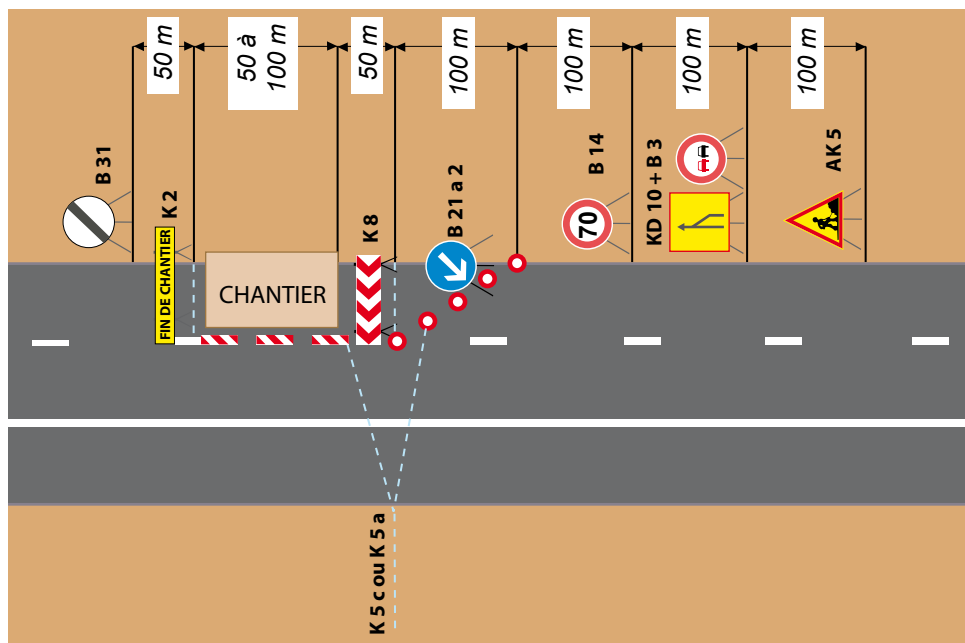 50 m
50 à
100 m
50 m
100 m
100 m
100 m
100 m
B 31
K 2
K 8
B 21 a 2
B 14
KD 10 + B 3
AK 5
70
FIN DE CHANTIER
CHANTIER
K 5 c ou K 5 a